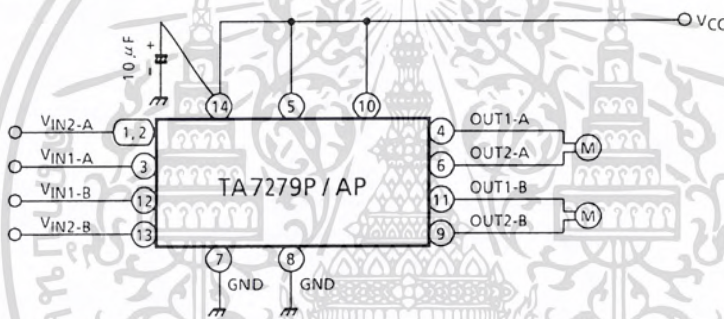 VCC
10 µF
+
-
14
5
10
VIN2-A
1, 2
4
OUT1-A
M
VIN1-A
3
TA7279P / AP
6
OUT2-A
VIN1-B
12
11
OUT1-B
M
VIN2-B
13
9
OUT2-B
7
8
GND
GND